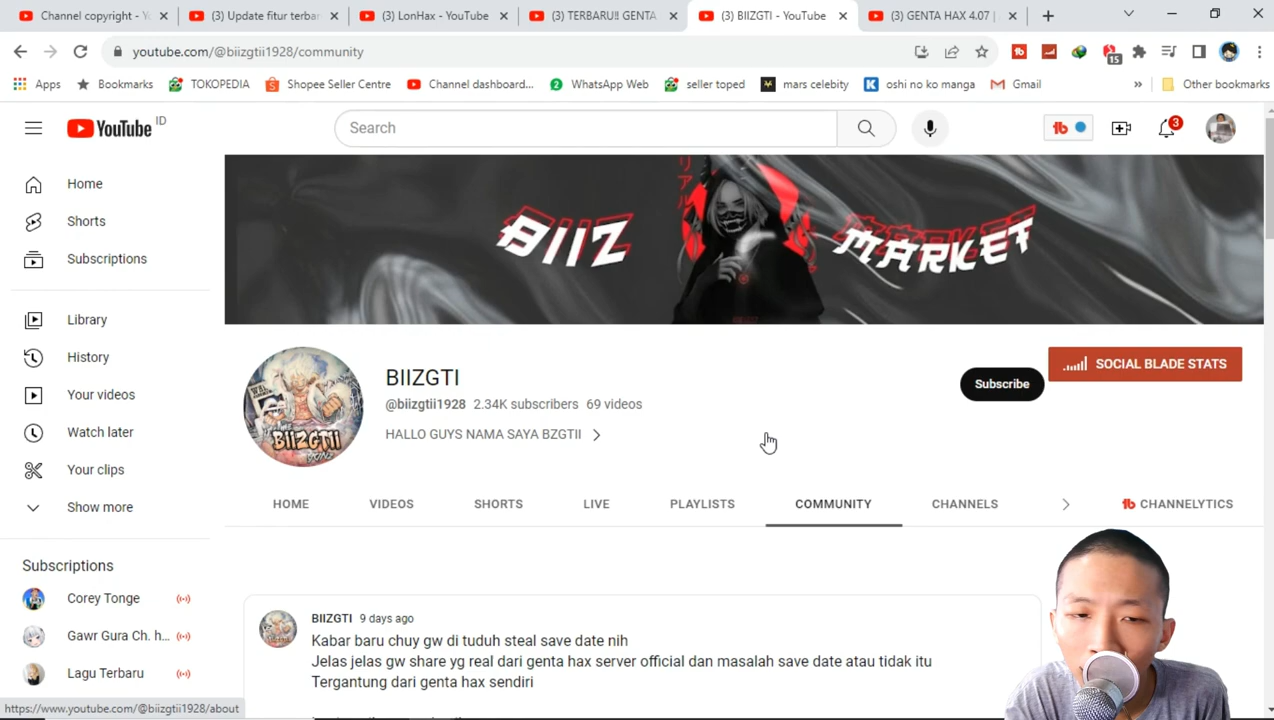 Channel copyright - Y
(3) Update fitur terbar
(3) LonHax - YouTube
(3) TERBARU!! GENTA
(3) BIIZGTI - YouTube
(3) GENTA HAX 4.07 |
youtube.com/@biizgtii1928/community
15
Apps
Bookmarks
TOKOPEDIA
Shopee Seller Centre
Channel dashboard...
2 WhatsApp Web
seller toped
mars celebity
oshi no ko manga
Gmail
»
Other bookmarks
YouTube ID
Search
tb
3
Home
Shorts
Subscriptions
Library
History
Your videos
Watch later
Your clips
Show more
Subscriptions
Corey Tonge
Gawr Gura Ch. h...
Lagu Terbaru
BIIZ
MARKET
BIIZGTII
BIIZGTI
@biizgtii1928 2.34K subscribers 69 videos
HALLO GUYS NAMA SAYA BZGTII
Subscribe
SOCIAL BLADE STATS
HOME
VIDEOS
SHORTS
LIVE
PLAYLISTS
COMMUNITY
CHANNELS
tb CHANNELYTICS
BIIZGTI 9 days ago
Kabar baru chuy gw di tuduh steal save date nih
Jelas jelas gw share yg real dari genta hax server official dan masalah save date atau tidak itu
Tergantung dari genta hax sendiri
https://www.youtube.com/@biizgtii1928/about